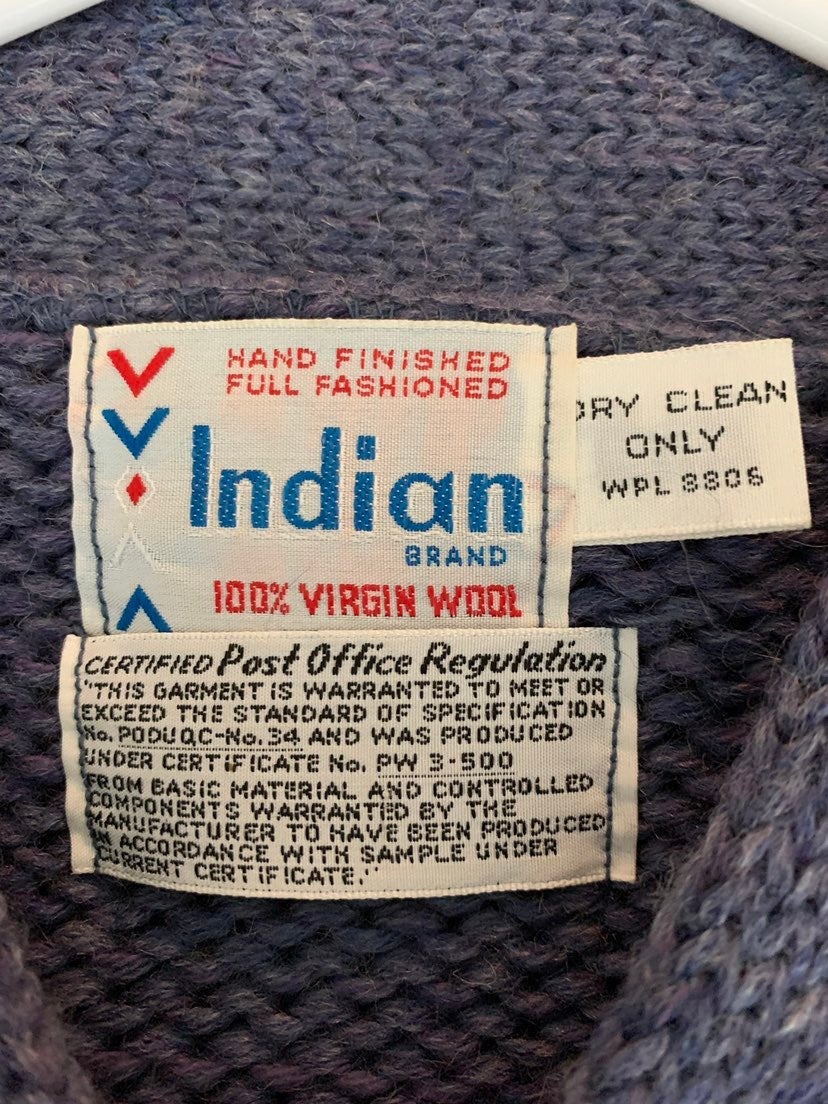 HAND FINISHED
FULL FASHIONED
Indian
BRAND
100% VIRGIN WOOL
DRY CLEAN
ONLY
WPL 8806
CERTIFIED Post Office Regulation
"THIS GARMENT IS WARRANTED TO MEET OR
EXCEED THE STANDARD OF SPECIFICATION
No. PODUQC-No.34 AND WAS PRODUCED
UNDER CERTIFICATE No. PW 3-500
FROM BASIC MATERIAL AND CONTROLLED
COMPONENTS WARRANTED BY THE
MANUFACTURER TO HAVE BEEN PRODUCED
IN ACCORDANCE WITH SAMPLE UNDER
CURRENT CERTIFICATE."